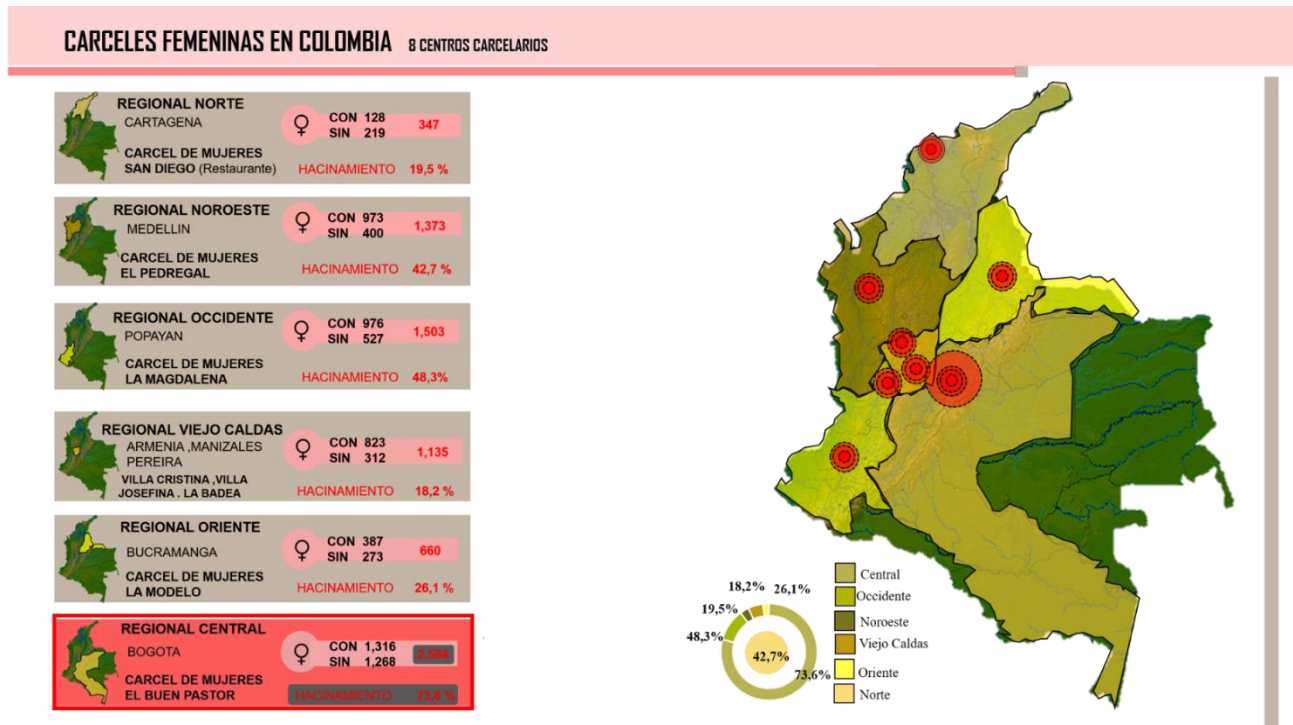 CARCELES FEMENINAS EN COLOMBIA 8 CENTROS CARCELARIOS
REGIONAL NORTE
CARTAGENA
CON 128
SIN 219
347
CARCEL DE MUJERES
SAN DIEGO (Restaurante)
HACINAMIENTO 19,5 %
REGIONAL NOROESTE
MEDELLIN
CON 973
SIN 400
1,373
CARCEL DE MUJERES
EL PEDREGAL
HACINAMIENTO 42,7 %
REGIONAL OCCIDENTE
POPAYAN
CON 976
SIN 527
1,503
CARCEL DE MUJERES
LA MAGDALENA
HACINAMIENTO 48,3%
REGIONAL VIEJO CALDAS
ARMENIA ,MANIZALES
PEREIRA
CON 823
SIN 312
1,135
VILLA CRISTINA ,VILLA
JOSEFINA . LA BADEA
HACINAMIENTO 18,2 %
REGIONAL ORIENTE
BUCRAMANGA
CON 387
SIN 273
660
CARCEL DE MUJERES
LA MODELO
HACINAMIENTO 26,1 %
REGIONAL CENTRAL
BOGOTA
CON 1,316
SIN 1,268
2,584
CARCEL DE MUJERES
EL BUEN PASTOR
HACINAMIENTO 73,6 %
18,2%
26,1%
19,5%
48,3%
42,7%
73,6%
Central
Occidente
Noroeste
Viejo Caldas
Oriente
Norte